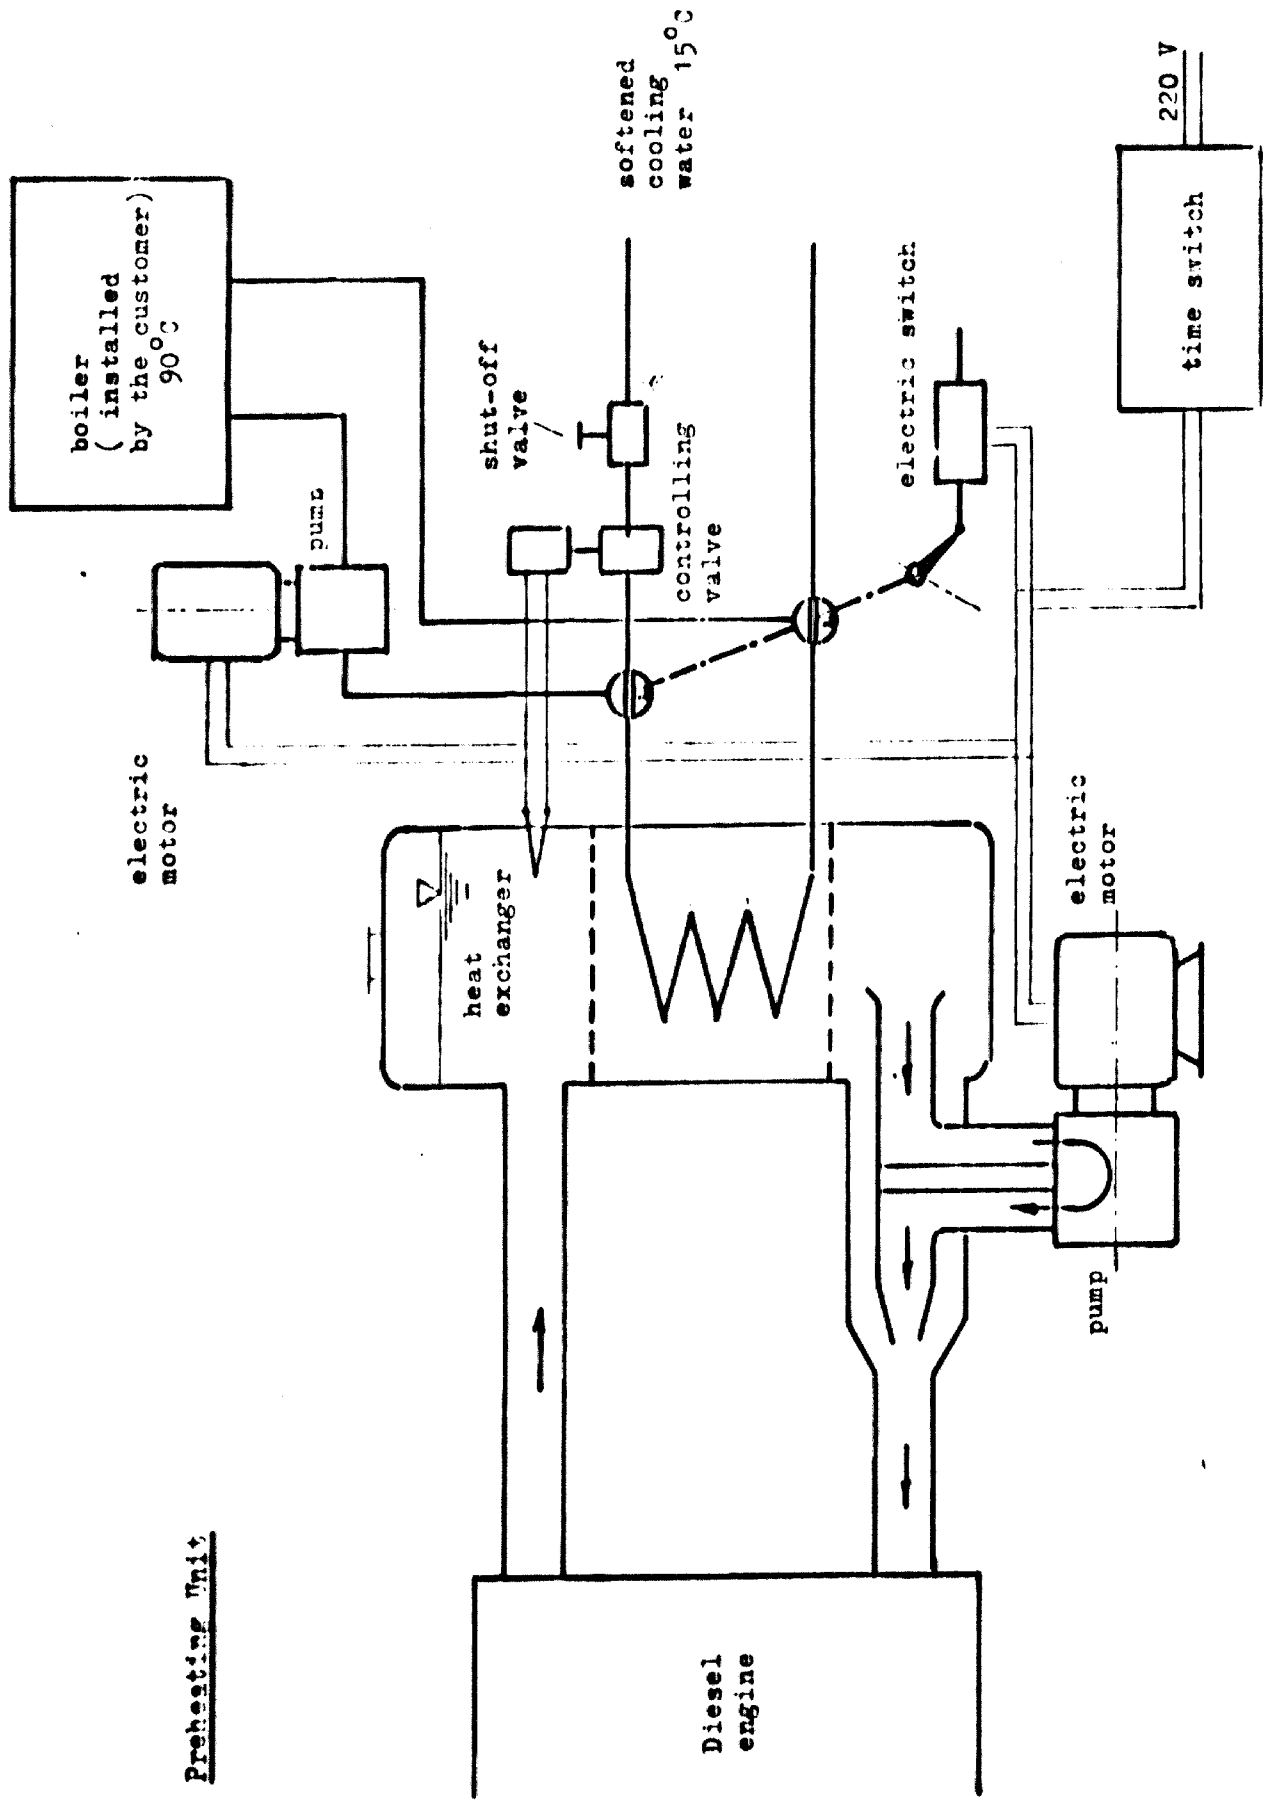 Preheating Unit
boiler
( installed
by the customer)
90°C
pump
electric
motor
shut-off
valve
softened
cooling
water 15°C
controlling
valve
heat
exchanger
electric switch
220 V
time switch
electric
motor
pump
Diesel
engine